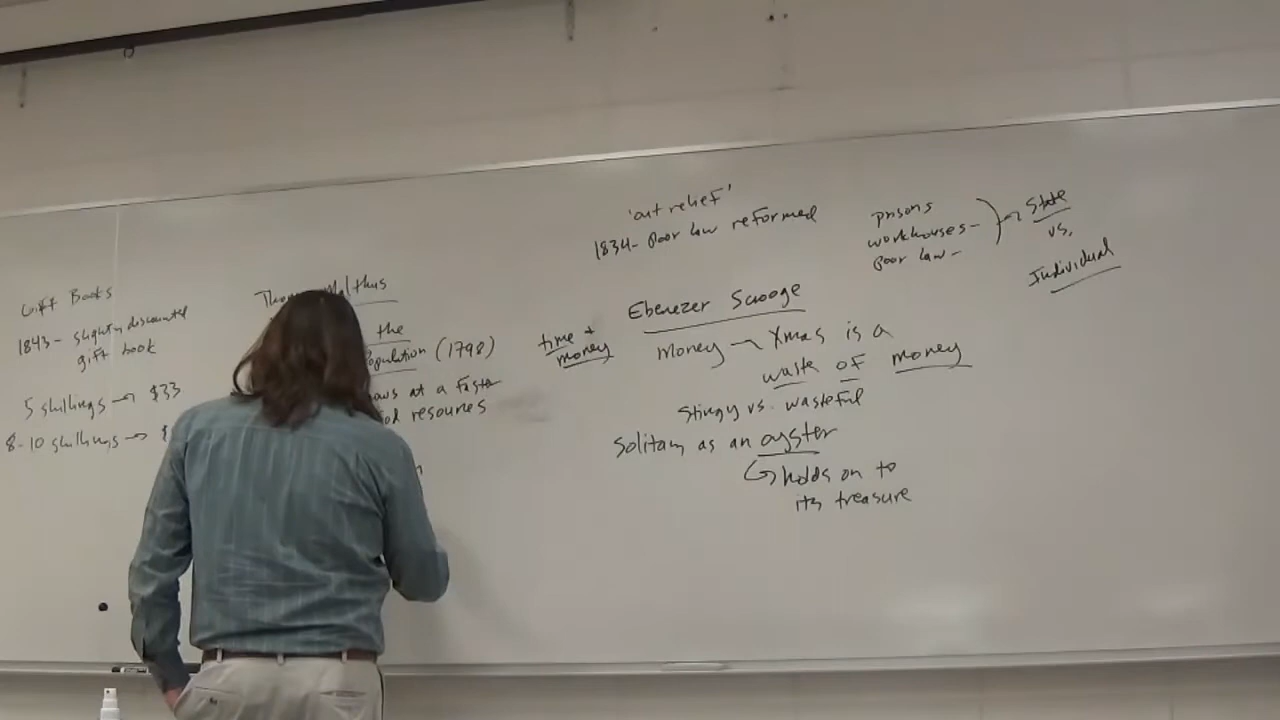 Gift Books
1843- slightly discounted
gift book
5 shillings → $33
8-10 shillings → $
Thomas Malthus
the
Population (1798)
at a faster
resources
time +
money
'out relief'
1834- Poor law reformed
prisons
workhouses-
Poor law-
State
vs.
Individual
Ebenezer Scrooge
money → Xmas is a
waste of money
Stingy vs. wasteful
Solitary as an oyster
↳ holds on to
its treasure